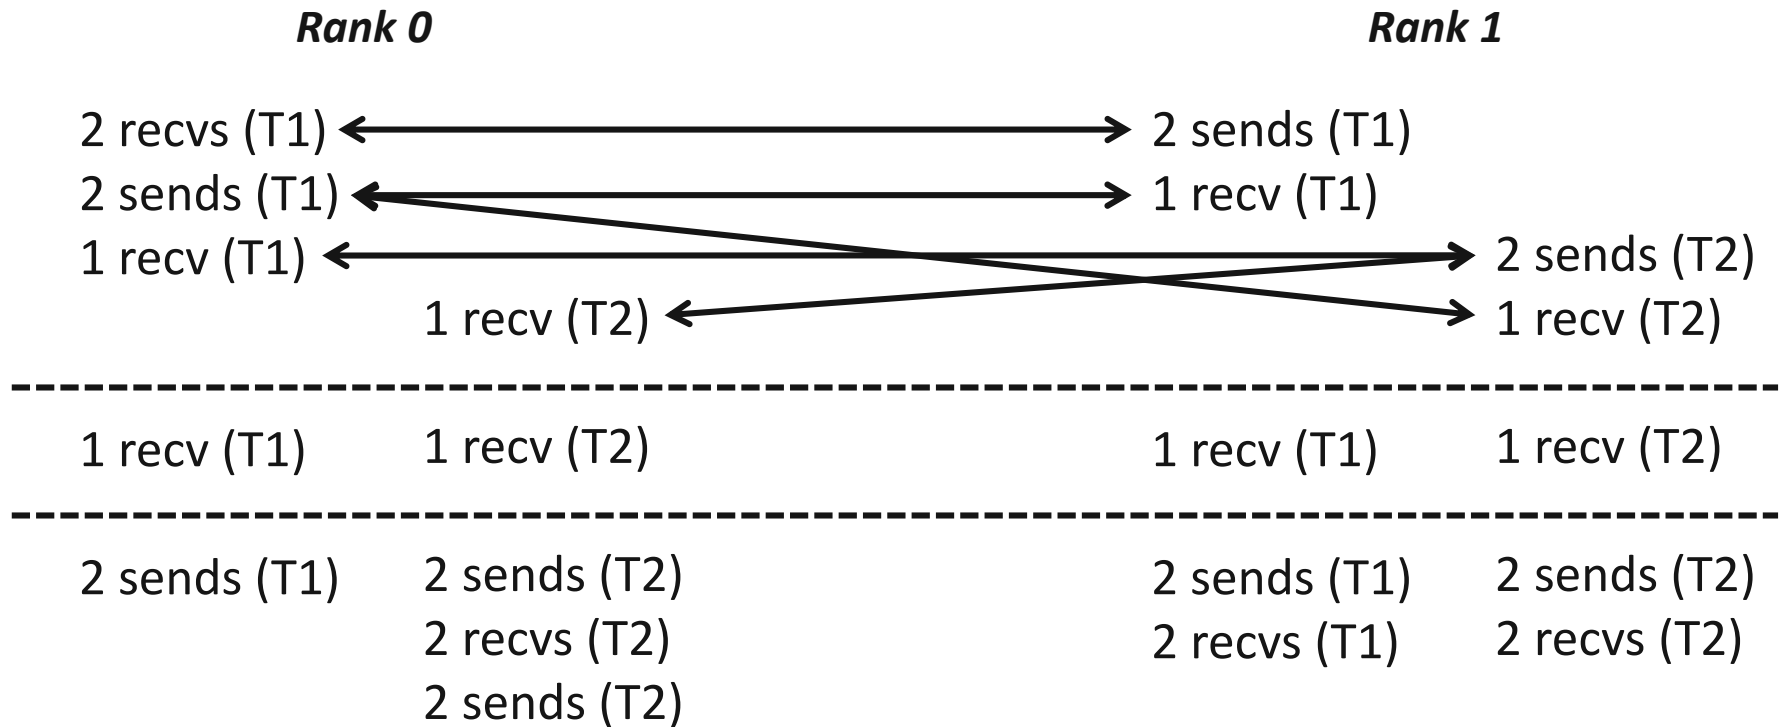 Rank 0 Rank 1
2 recvs (T1) 2 sends (T1)
2 sends (T1) 1 recv (T1)
1 recv (T1) 2 sends (T2)
1 recv (T2) 1 recv (T2)
1 recv (T1) 1 recv (T2) 1 recv (T1) 1 recv (T2)
2 sends (T1) 2 sends (T2) 2 sends (T1) 2 sends (T2)
2 recvs (T2) 2 recvs (T1) 2 recvs (T2)
2 sends (T2)